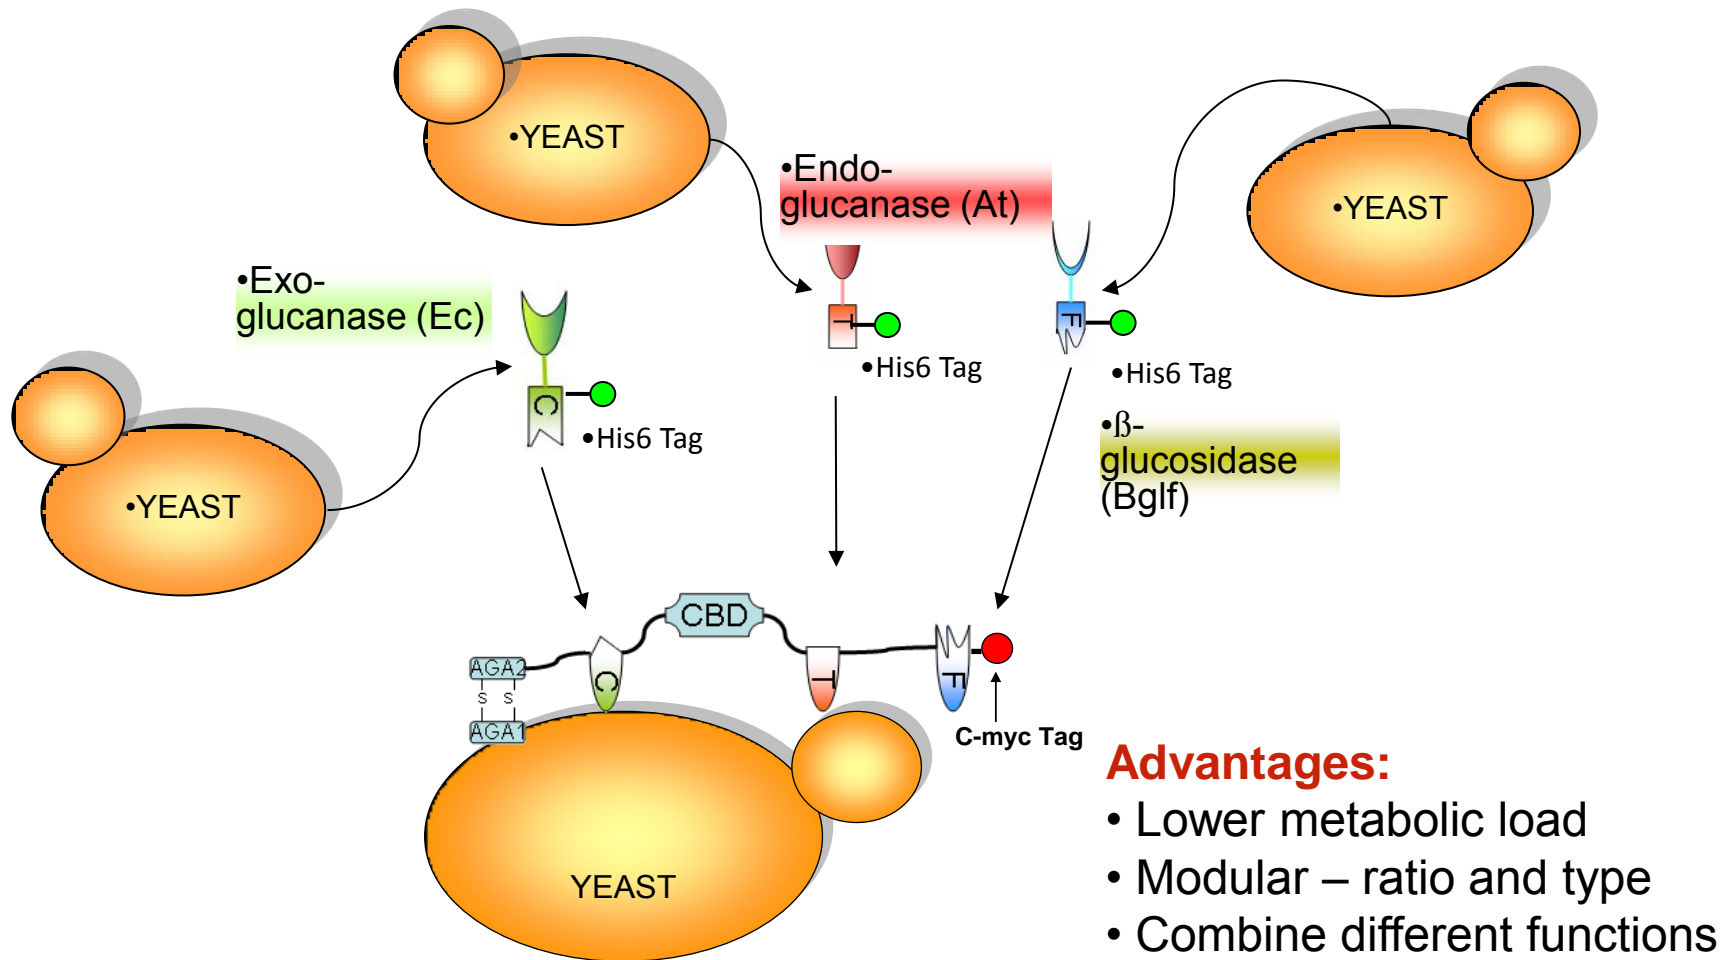 •YEAST
•Endo-
glucanase (At)
•YEAST
•Exo-
glucanase (Ec)
T
F
•His6 Tag
•His6 Tag
C
•His6 Tag
•ß-
glucosidase
(Bglf)
•YEAST
CBD
AGA2
C
T
F
S S
AGA1
C-myc Tag
YEAST
Advantages:
• Lower metabolic load
• Modular – ratio and type
• Combine different functions